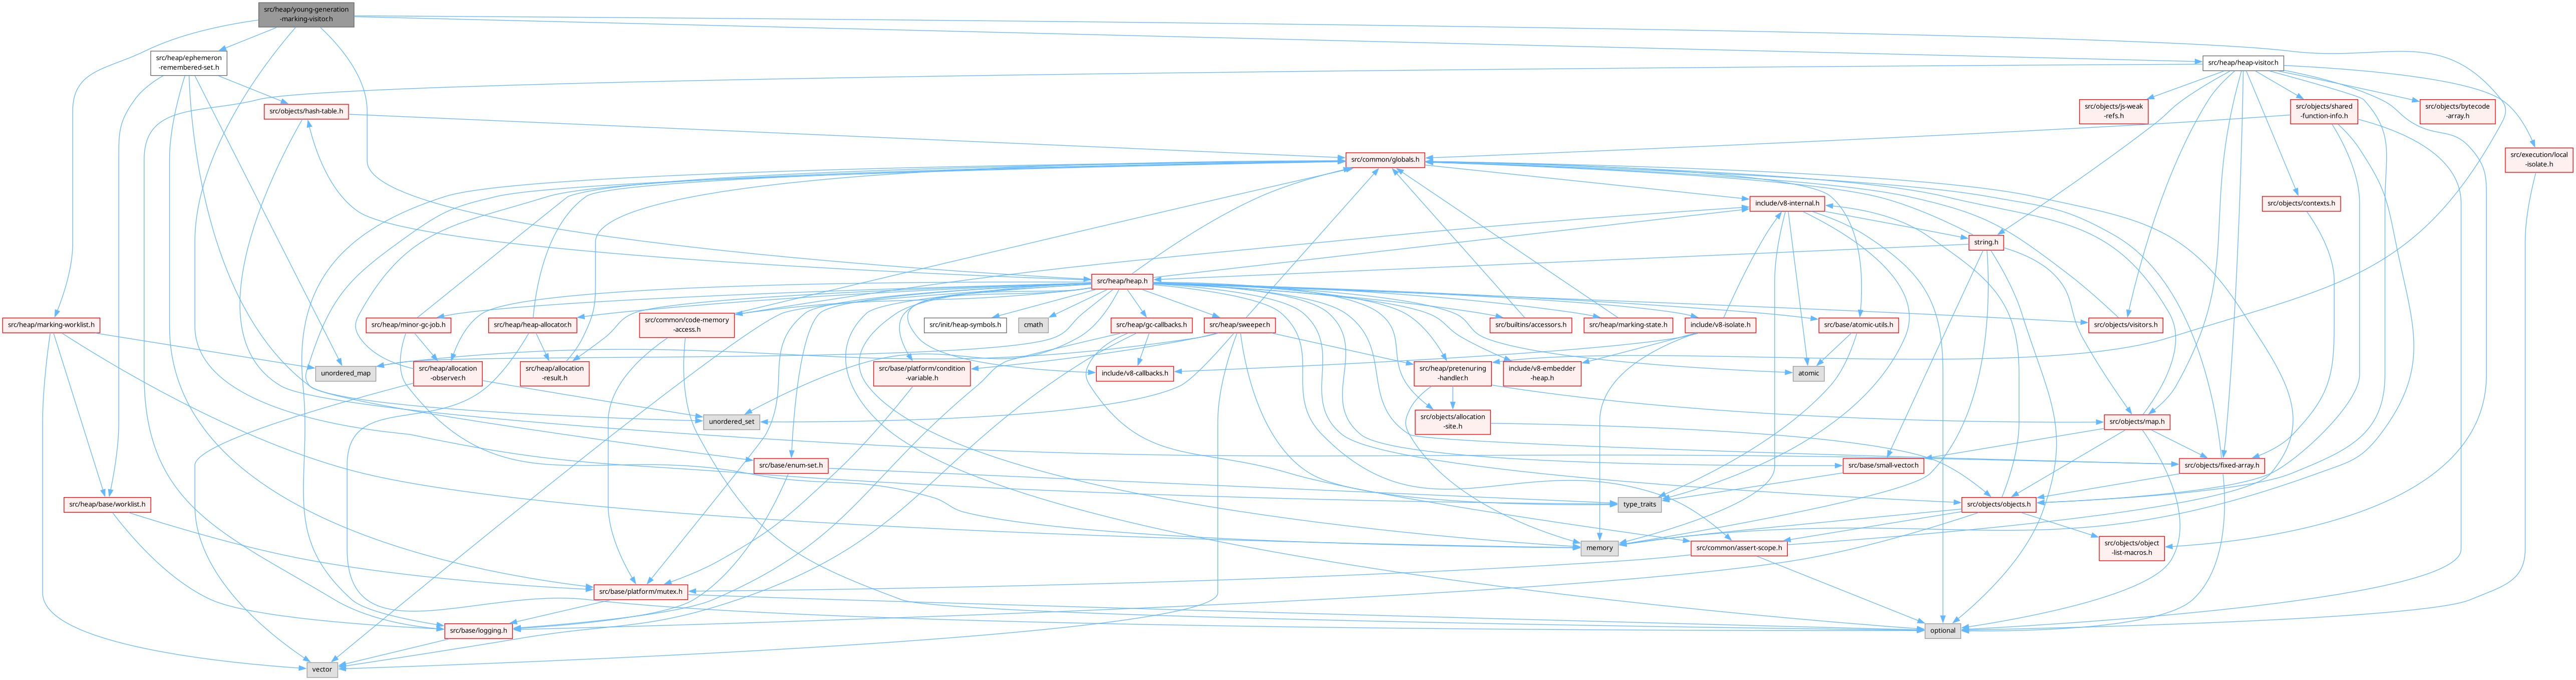 src/heap/young-generation
-marking-visitor.h
src/heap/ephemeron
-remembered-set.h
src/heap/heap-visitor.h
src/objects/hash-table.h
src/objects/js-weak
-refs.h
src/objects/shared
-function-info.h
src/objects/bytecode
-array.h
src/common/globals.h
src/execution/local
-isolate.h
include/v8-internal.h
src/objects/contexts.h
string.h
src/heap/heap.h
src/heap/marking-worklist.h
src/heap/minor-gc-job.h
src/heap/heap-allocator.h
src/common/code-memory
-access.h
src/init/heap-symbols.h
cmath
src/heap/gc-callbacks.h
src/heap/sweeper.h
src/builtins/accessors.h
src/heap/marking-state.h
include/v8-isolate.h
src/base/atomic-utils.h
src/objects/visitors.h
unordered_map
src/heap/allocation
-observer.h
src/heap/allocation
-result.h
src/base/platform/condition
-variable.h
include/v8-callbacks.h
src/heap/pretenuring
-handler.h
include/v8-embedder
-heap.h
atomic
unordered_set
src/objects/allocation
-site.h
src/objects/map.h
src/base/enum-set.h
src/base/small-vector.h
src/objects/fixed-array.h
src/heap/base/worklist.h
type_traits
src/objects/objects.h
memory
src/common/assert-scope.h
src/objects/object
-list-macros.h
src/base/platform/mutex.h
src/base/logging.h
optional
vector